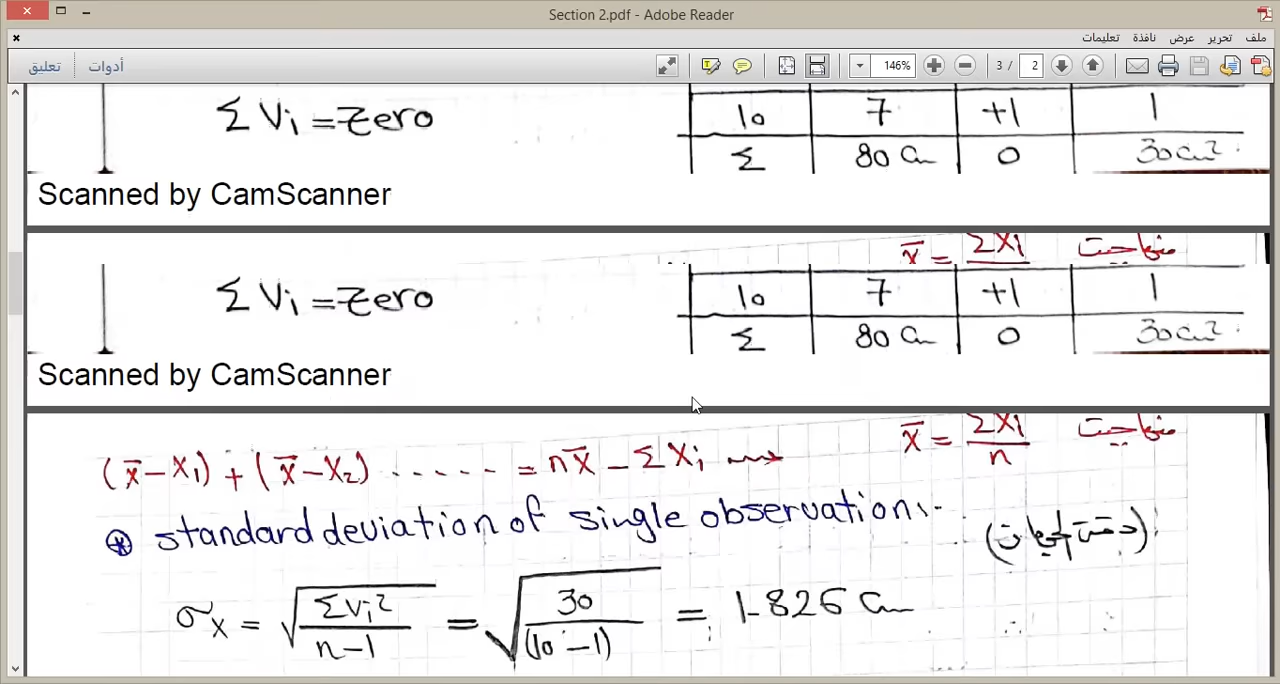 Section 2.pdf - Adobe Reader
ملف تحرير عرض نافذة تعليمات
تعليق أدوات 146% 3 / 2
Σ Vi = Zero
10 7 +1 1
Σ 80 Cm 0 30 cm²
Scanned by CamScanner
x̄ = ΣXi
Σ Vi = Zero
10 7 +1 1
Σ 80 Cm 0 30 cm²
Scanned by CamScanner
(x̄ - X1) + (x̄ - X2) ...... = nx̄ - ΣXi x̄ = ΣXi / n
standard deviation of single observation:
σx = √(ΣVi² / n-1) = √(30 / (10-1)) = 1.826 Cm